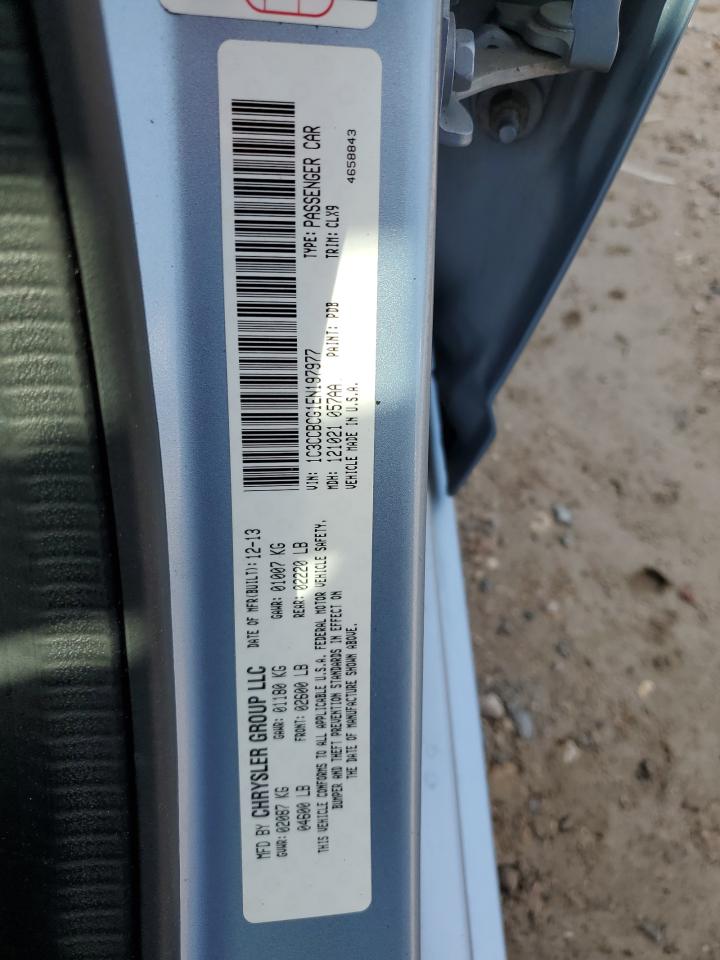 MFD BY CHRYSLER GROUP LLC DATE OF MFR(BUILT): 12-13
GVWR: 02087 KG GAWR: 01180 KG GAWR: 01007 KG
04600 LB FRONT: 02600 LB REAR: 02220 LB
THIS VEHICLE CONFORMS TO ALL APPLICABLE U.S.A. FEDERAL MOTOR VEHICLE SAFETY,
BUMPER AND THEFT PREVENTION STANDARDS IN EFFECT ON
THE DATE OF MANUFACTURE SHOWN ABOVE.
VIN: 1C3CCBCG1EN197977 TYPE: PASSENGER CAR
MDH: 121021 057AA PAINT: PDB TRIM: CLX9
VEHICLE MADE IN U.S.A. 4658843